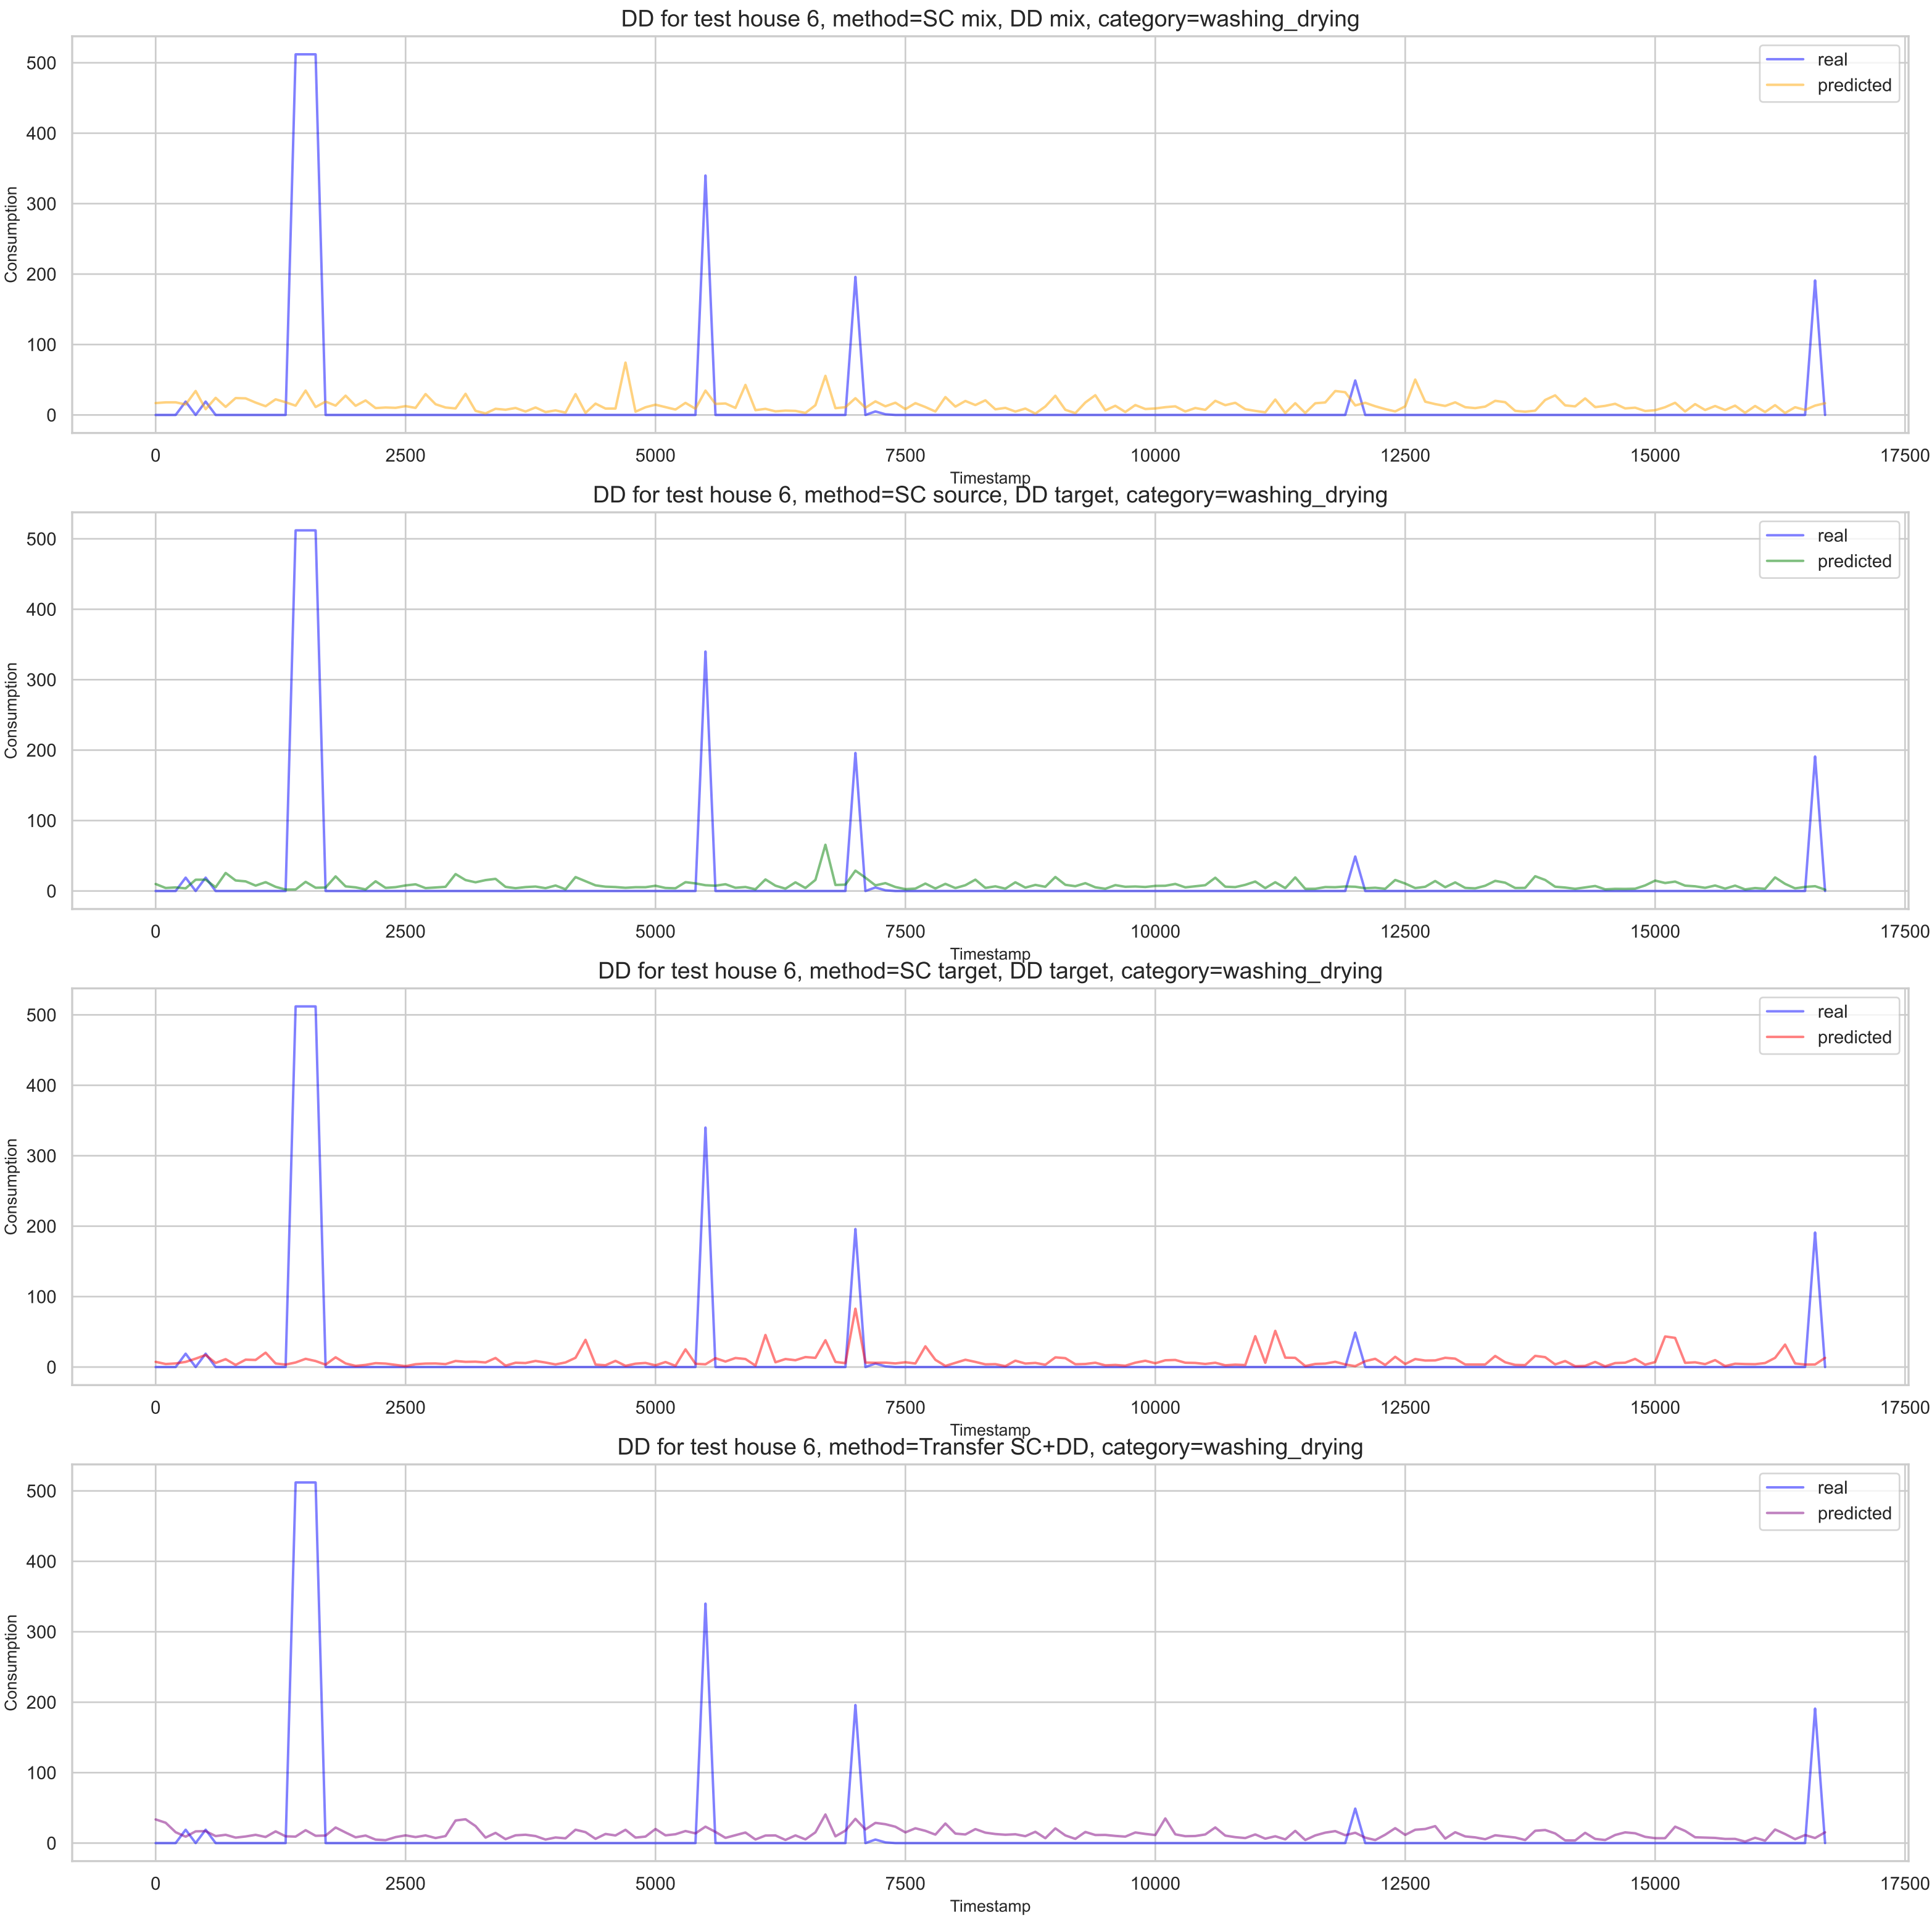 DD for test house 6, method=SC mix, DD mix, category=washing_drying
real
predicted
500
400
300
200
100
0
Consumption
0 2500 5000 7500 10000 12500 15000 17500
Timestamp
DD for test house 6, method=SC source, DD target, category=washing_drying
real
predicted
500
400
300
200
100
0
Consumption
0 2500 5000 7500 10000 12500 15000 17500
Timestamp
DD for test house 6, method=SC target, DD target, category=washing_drying
real
predicted
500
400
300
200
100
0
Consumption
0 2500 5000 7500 10000 12500 15000 17500
Timestamp
DD for test house 6, method=Transfer SC+DD, category=washing_drying
real
predicted
500
400
300
200
100
0
Consumption
0 2500 5000 7500 10000 12500 15000 17500
Timestamp